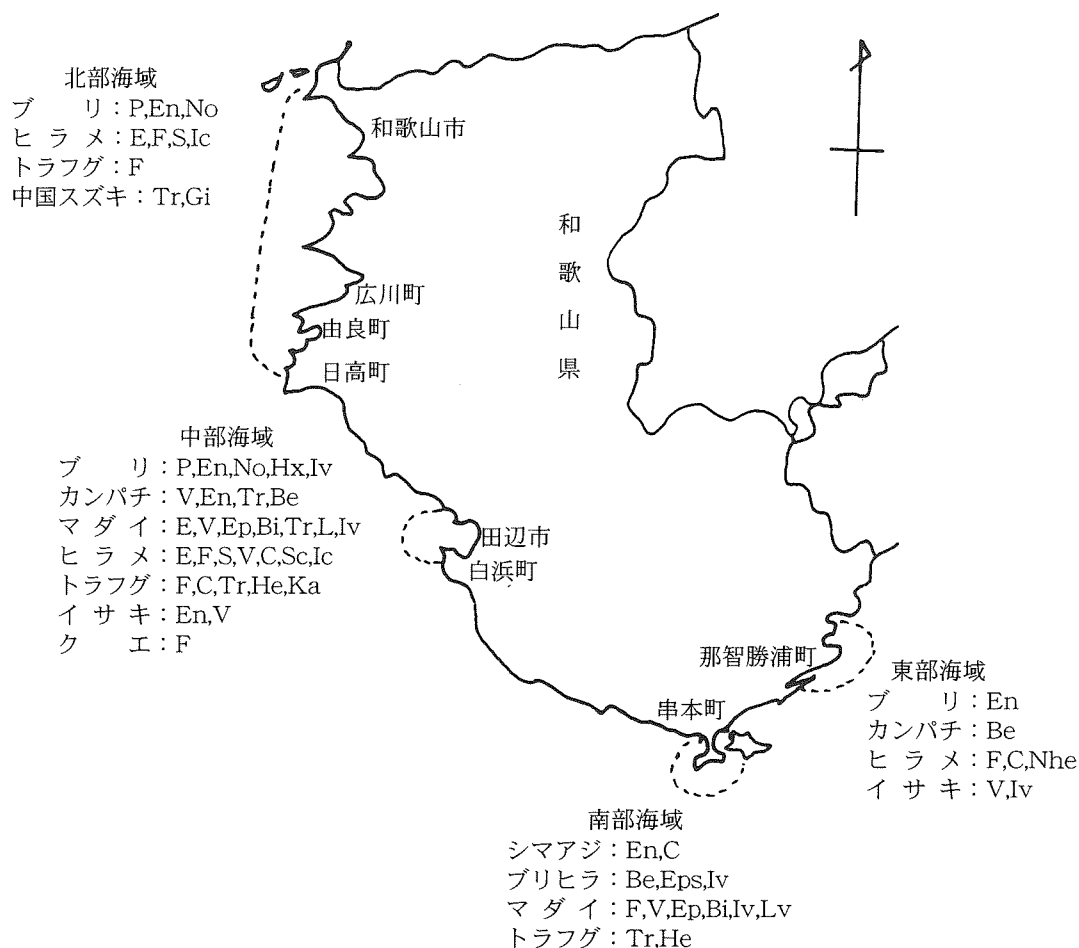 北部海域
ブリ：P,En,No
ヒラメ：E,F,S,Ic
トラフグ：F
中国スズキ：Tr,Gi
和歌山市
和歌山県
広川町
由良町
日高町
中部海域
ブリ：P,En,No,Hx,Iv
カンパチ：V,En,Tr,Be
マダイ：E,V,Ep,Bi,Tr,L,Iv
ヒラメ：E,F,S,V,C,Sc,Ic
トラフグ：F,C,Tr,He,Ka
イサキ：En,V
クエ：F
田辺市
白浜町
那智勝浦町
串本町
東部海域
ブリ：En
カンパチ：Be
ヒラメ：F,C,Nhe
イサキ：V,Iv
南部海域
シマアジ：En,C
ブリヒラ：Be,Eps,Iv
マダイ：F,V,Ep,Bi,Iv,Lv
トラフグ：Tr,He